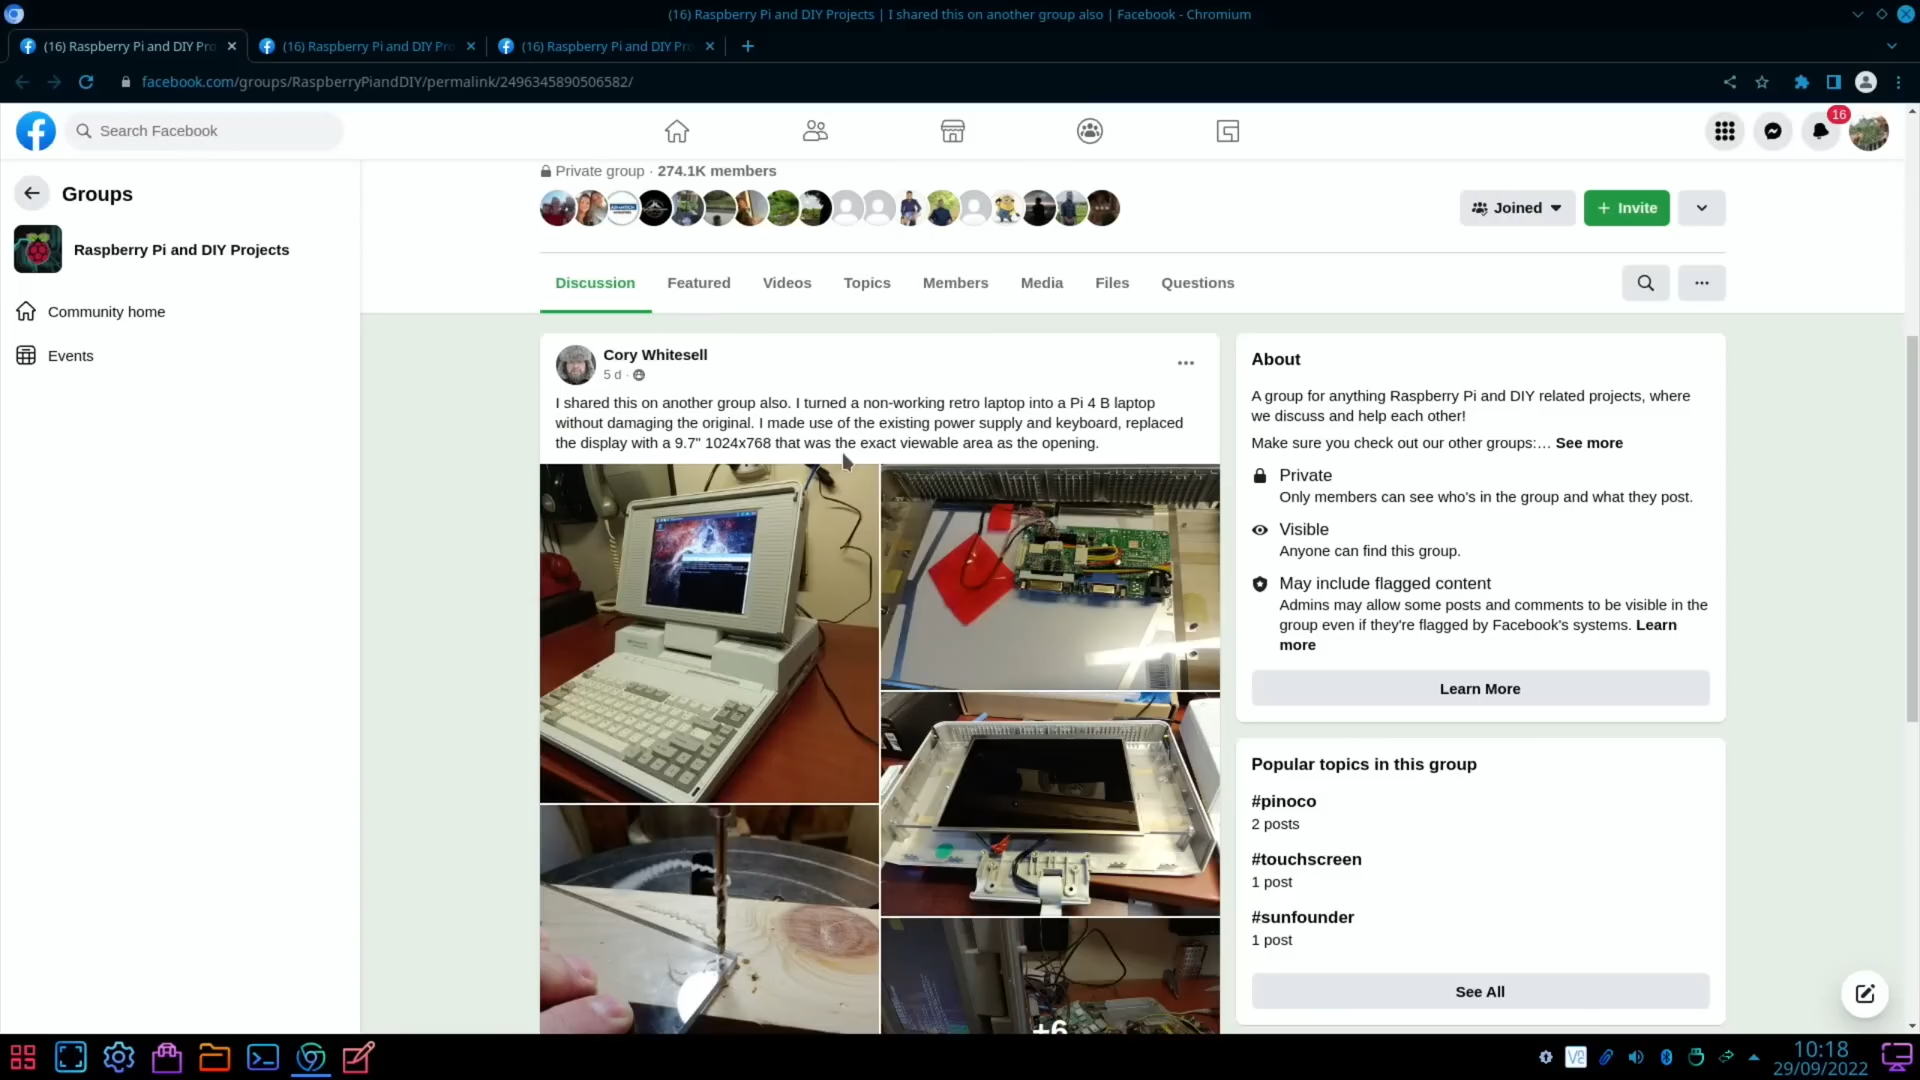 (16) Raspberry Pi and DIY Projects | I shared this on another group also | Facebook - Chromium
(16) Raspberry Pi and DIY Pro
(16) Raspberry Pi and DIY Pro
(16) Raspberry Pi and DIY Pro
facebook.com/groups/RaspberryPiandDIY/permalink/2496345890506582/
Search Facebook
16
Groups
Raspberry Pi and DIY Projects
Community home
Events
Private group · 274.1K members
Joined
+ Invite
Discussion
Featured
Videos
Topics
Members
Media
Files
Questions
Cory Whitesell
5 d ·
I shared this on another group also. I turned a non-working retro laptop into a Pi 4 B laptop
without damaging the original. I made use of the existing power supply and keyboard, replaced
the display with a 9.7" 1024x768 that was the exact viewable area as the opening.
+6
About
A group for anything Raspberry Pi and DIY related projects, where
we discuss and help each other!
Make sure you check out our other groups:... See more
Private
Only members can see who's in the group and what they post.
Visible
Anyone can find this group.
May include flagged content
Admins may allow some posts and comments to be visible in the
group even if they're flagged by Facebook's systems. Learn
more
Learn More
Popular topics in this group
#pinoco
2 posts
#touchscreen
1 post
#sunfounder
1 post
See All
10:18
29/09/2022